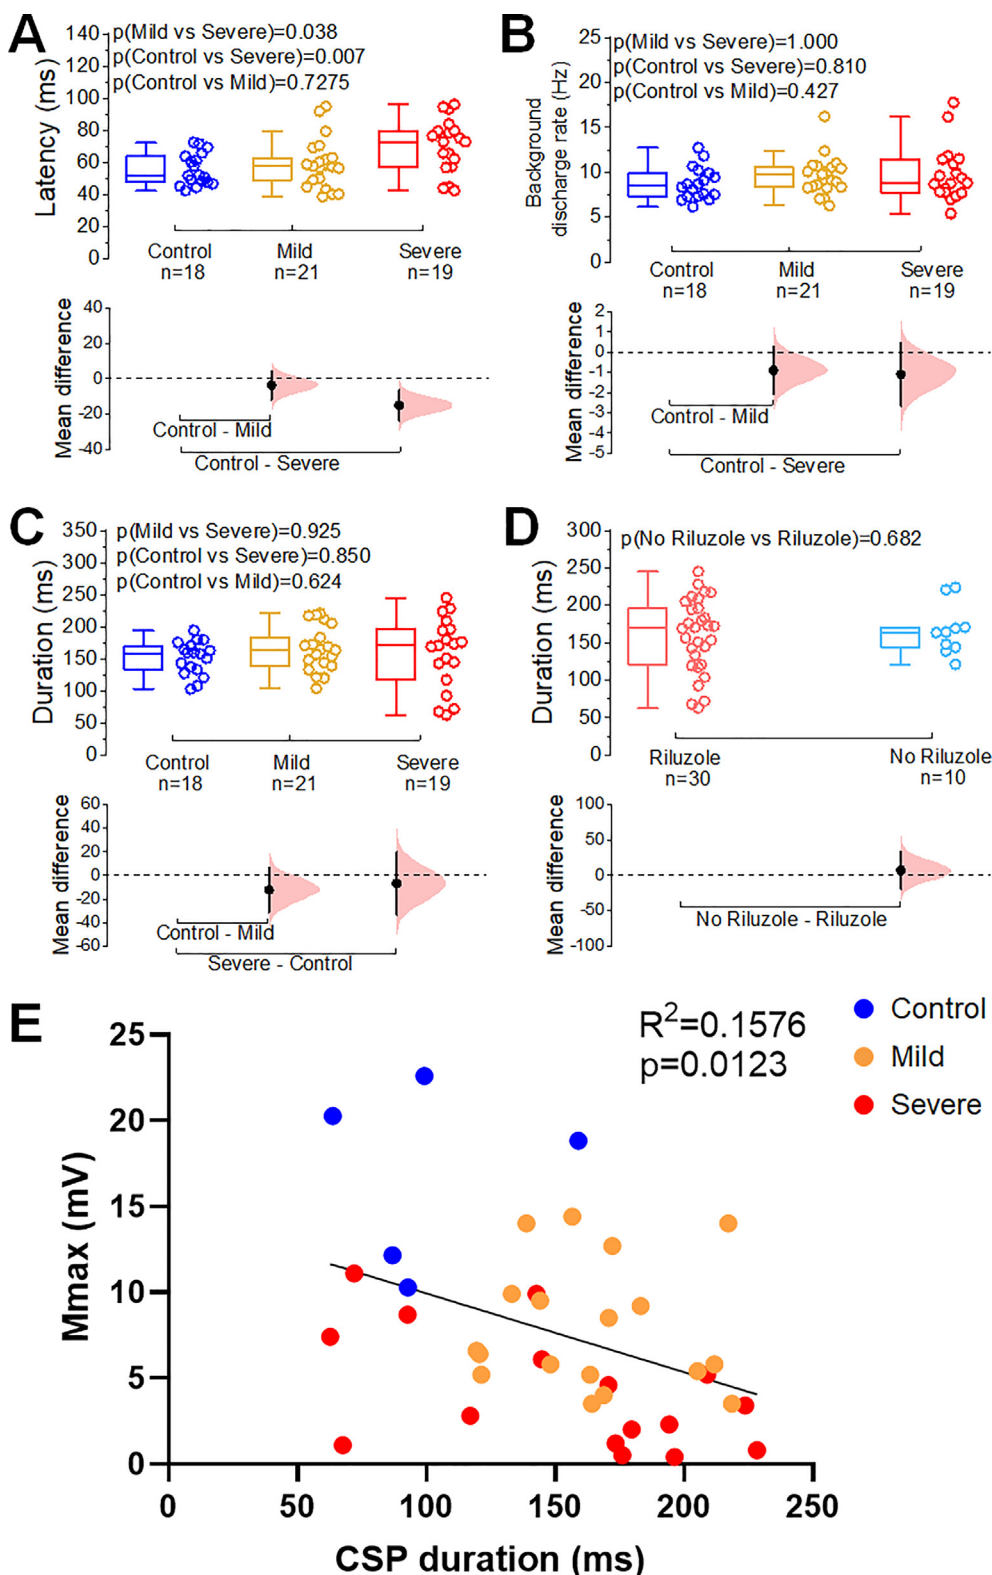 A
Latency (ms)
140
120
100
80
60
40
20
0
p(Mild vs Severe)=0.038
p(Control vs Severe)=0.007
p(Control vs Mild)=0.7275
Control
n=18
Mild
n=21
Severe
n=19
Mean difference
40
20
0
-20
-40
Control - Mild
Control - Severe
B
Background
discharge rate (Hz)
25
20
15
10
5
0
p(Mild vs Severe)=1.000
p(Control vs Severe)=0.810
p(Control vs Mild)=0.427
Control
n=18
Mild
n=21
Severe
n=19
Mean difference
2
1
0
-1
-2
-3
-4
-5
Control - Mild
Control - Severe
C
Duration (ms)
350
300
250
200
150
100
50
0
p(Mild vs Severe)=0.925
p(Control vs Severe)=0.850
p(Control vs Mild)=0.624
Control
n=18
Mild
n=21
Severe
n=19
Mean difference
60
40
20
0
-20
-40
-60
Control - Mild
Severe - Control
D
Duration (ms)
300
250
200
150
100
50
0
p(No Riluzole vs Riluzole)=0.682
Riluzole
n=30
No Riluzole
n=10
Mean difference
100
50
0
-50
-100
No Riluzole - Riluzole
E
Mmax (mV)
25
20
15
10
5
0
R²=0.1576
p=0.0123
Control
Mild
Severe
0 50 100 150 200 250
CSP duration (ms)